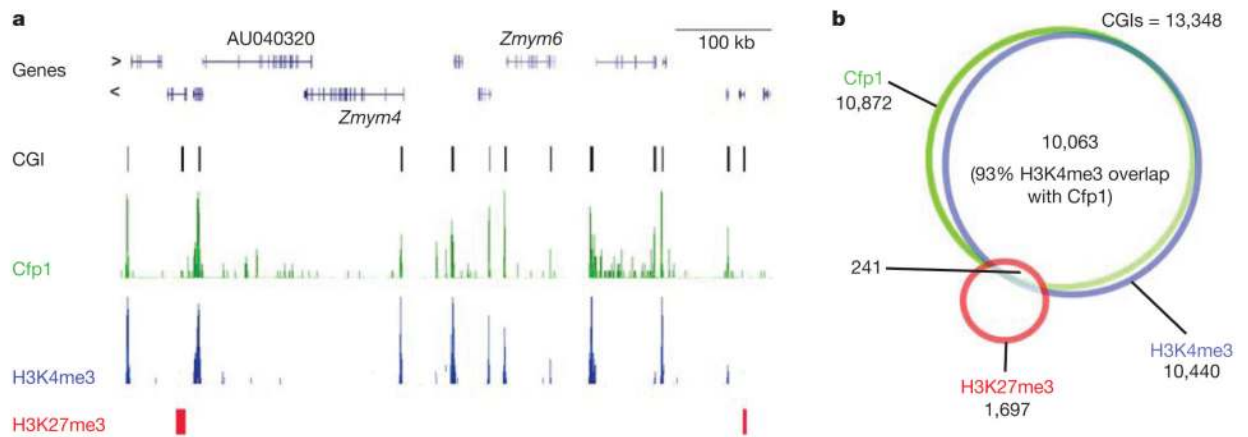 a
AU040320
Zmym6
100 kb
Genes
>
<
Zmym4
CGI
Cfp1
H3K4me3
H3K27me3
b
CGIs = 13,348
Cfp1
10,872
10,063
(93% H3K4me3 overlap
with Cfp1)
241
H3K4me3
10,440
H3K27me3
1,697